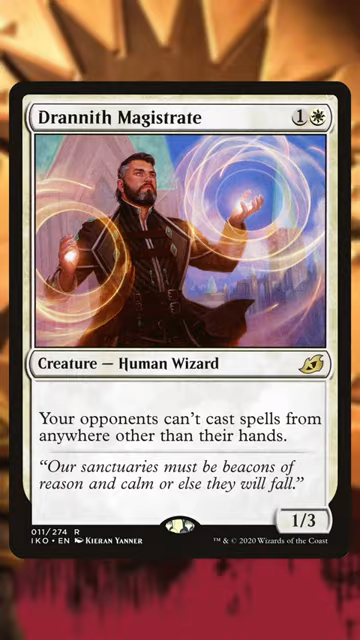 Drannith Magistrate
1
Creature — Human Wizard
Your opponents can't cast spells from
anywhere other than their hands.
“Our sanctuaries must be beacons of
reason and calm or else they will fall.”
1/3
011/274 R
IKO • EN Kieran Yanner
™ & © 2020 Wizards of the Coast